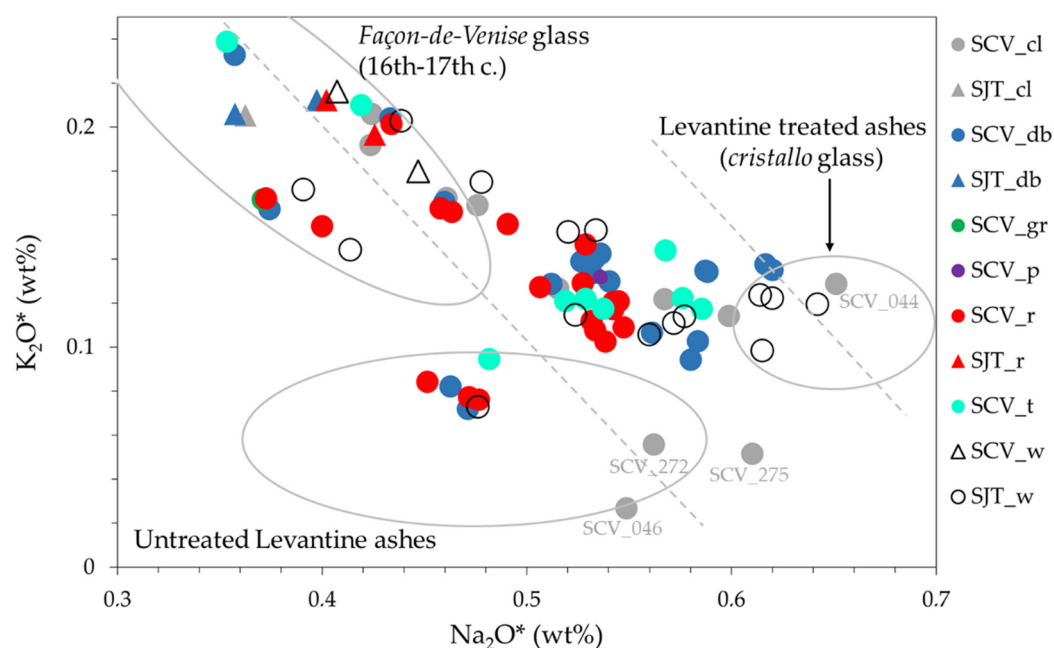 Façon-de-Venise glass
(16th-17th c.)
Levantine treated ashes
(cristallo glass)
SCV_044
SCV_272
SCV_275
SCV_046
Untreated Levantine ashes
K₂O* (wt%)
0.2
0.1
0
0.3
0.4
0.5
0.6
0.7
Na₂O* (wt%)
SCV_cl
SJT_cl
SCV_db
SJT_db
SCV_gr
SCV_p
SCV_r
SJT_r
SCV_t
SCV_w
SJT_w